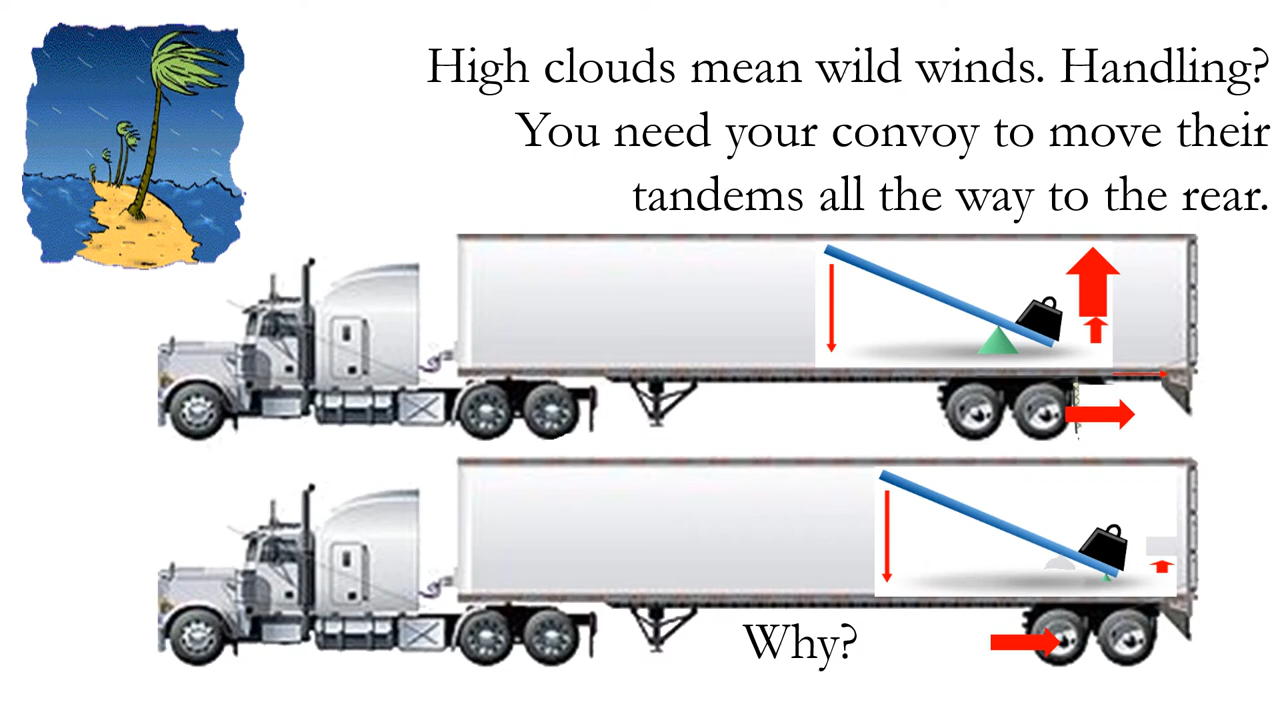 High clouds mean wild winds. Handling?
You need your convoy to move their
tandems all the way to the rear.
Why?